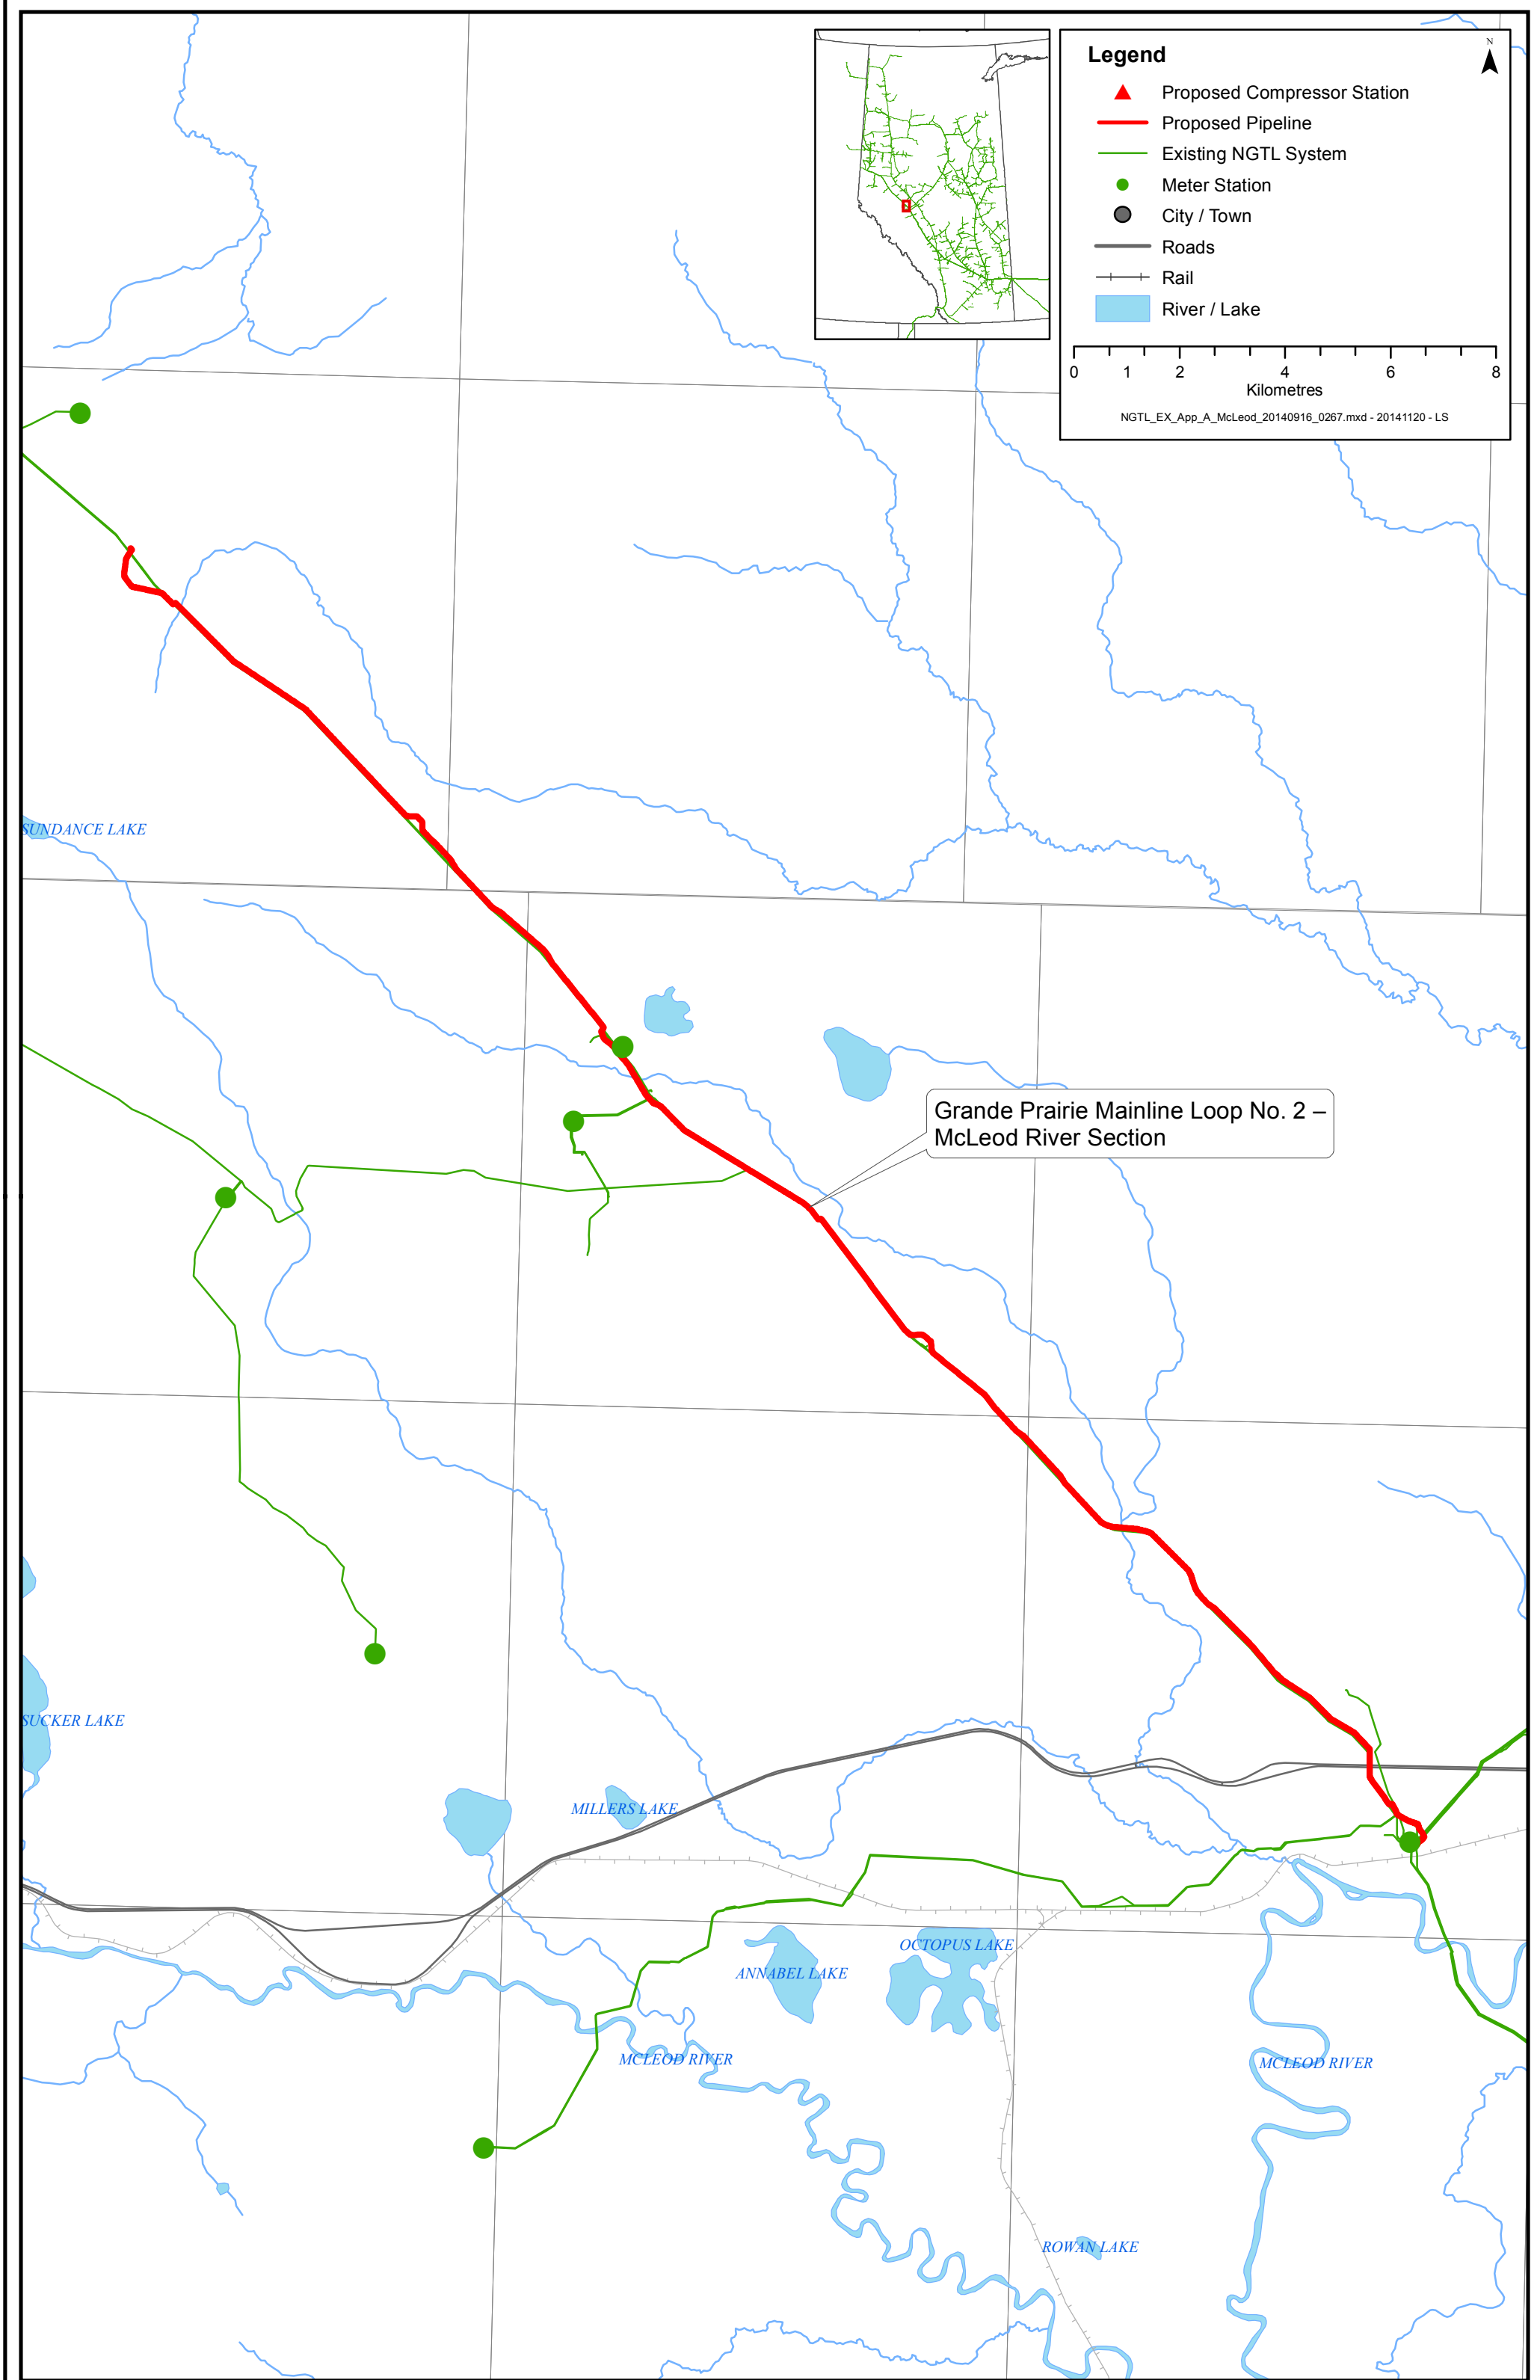 Legend
N
Proposed Compressor Station
Proposed Pipeline
Existing NGTL System
Meter Station
City / Town
Roads
Rail
River / Lake
0 1 2 4 6 8
Kilometres
NGTL_EX_App_A_McLeod_20140916_0267.mxd - 20141120 - LS
SUNDANCE LAKE
Grande Prairie Mainline Loop No. 2 –
McLeod River Section
SUCKER LAKE
MILLERS LAKE
OCTOPUS LAKE
ANNABEL LAKE
MCLEOD RIVER
MCLEOD RIVER
ROWAN LAKE